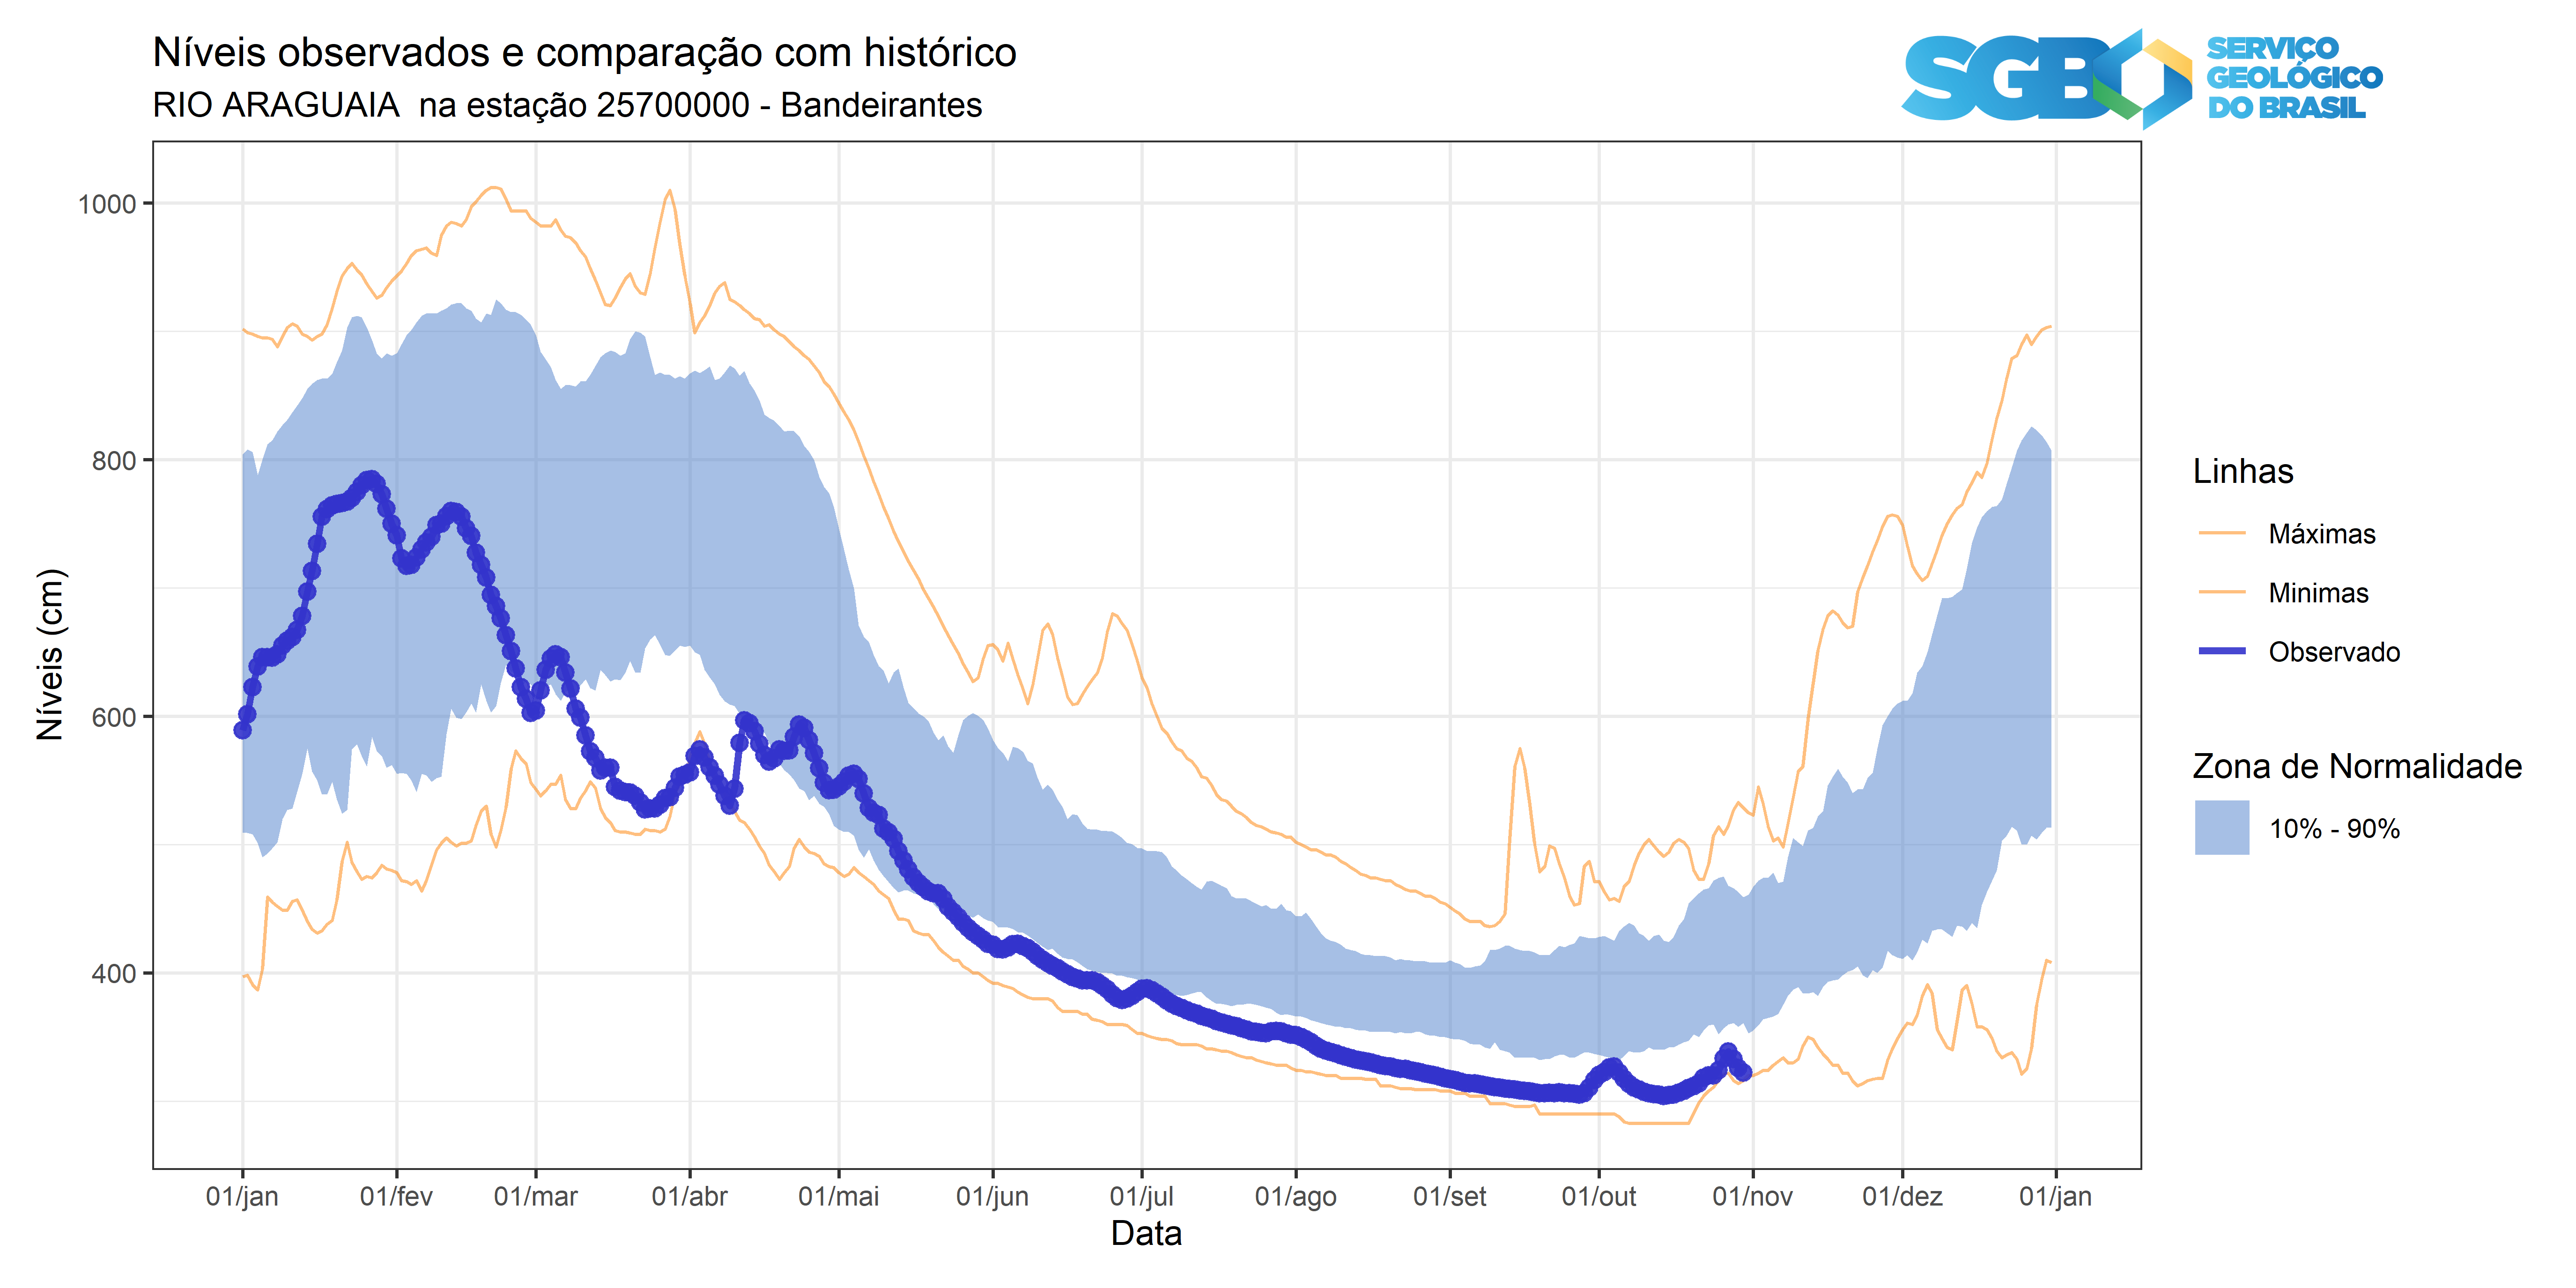 Níveis observados e comparação com histórico
RIO ARAGUAIA na estação 25700000 - Bandeirantes
SGB
SERVIÇO
GEOLÓGICO
DO BRASIL
Níveis (cm)
1000
800
600
400
01/jan
01/fev
01/mar
01/abr
01/mai
01/jun
01/jul
01/ago
01/set
01/out
01/nov
01/dez
01/jan
Data
Linhas
Máximas
Minimas
Observado
Zona de Normalidade
10% - 90%